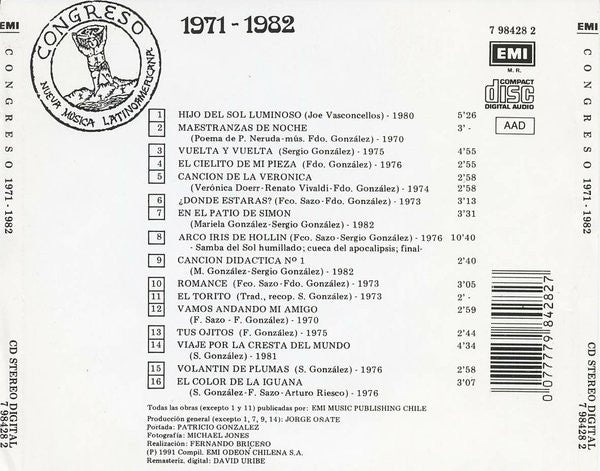 EMI
CONGRESO 1971 - 1982
CD STEREO DIGITAL
7 98428 2
CONGRESO
NUEVA MUSICA LATINOAMERICANA
1971 - 1982
7 98428 2
EMI
M. R.
COMPACT
disc
DIGITAL AUDIO
AAD
1 HIJO DEL SOL LUMINOSO (Joe Vasconcellos) - 1980 5'26
2 MAESTRANZAS DE NOCHE 3' -
(Poema de P. Neruda-mús. Fdo. González) - 1970
3 VUELTA Y VUELTA (Sergio González) - 1975 4'55
4 EL CIELITO DE MI PIEZA (Fdo. González) - 1976 2'55
5 CANCION DE LA VERONICA 2'58
(Verónica Doerr-Renato Vivaldi-Fdo. González) - 1974 2'58
6 ¿DONDE ESTARAS? (Fco. Sazo-Fdo. González) - 1973 3'13
7 EN EL PATIO DE SIMON 3'31
(Mariela González-Sergio González) - 1982
8 ARCO IRIS DE HOLLIN (Fco. Sazo-Sergio González) - 1976 10'40
- Samba del Sol humillado; cueca del apocalipsis; final-
9 CANCION DIDACTICA Nº 1 2'40
(M. González-Sergio González) - 1982
10 ROMANCE (Fco. Sazo-Fdo. González) - 1973 3'05
11 EL TORITO (Trad., recop. S. González) - 1973 2' -
12 VAMOS ANDANDO MI AMIGO 2'59
(F. Sazo - F. González) - 1970
13 TUS OJITOS (F. González) - 1975 2'44
14 VIAJE POR LA CRESTA DEL MUNDO 4'34
(S. González) - 1981
15 VOLANTIN DE PLUMAS (S. González) - 1976 2'58
16 EL COLOR DE LA IGUANA 3'07
(S. González-F. Sazo-Arturo Riesco) - 1976
Todas las obras (excepto 1 y 11) publicadas por: EMI MUSIC PUBLISHING CHILE
Producción general (excepto 1, 7, 9, 14): JORGE OÑATE
Portada: PATRICIO GONZALEZ
Fotografía: MICHAEL JONES
Realización: FERNANDO BRICEÑO
(P) 1991 Compil. EMI ODEON CHILENA S.A.
Remasteriz. digital: DAVID URIBE
0 077779 842827
EMI
CONGRESO 1971 - 1982
CD STEREO DIGITAL
7 98428 2